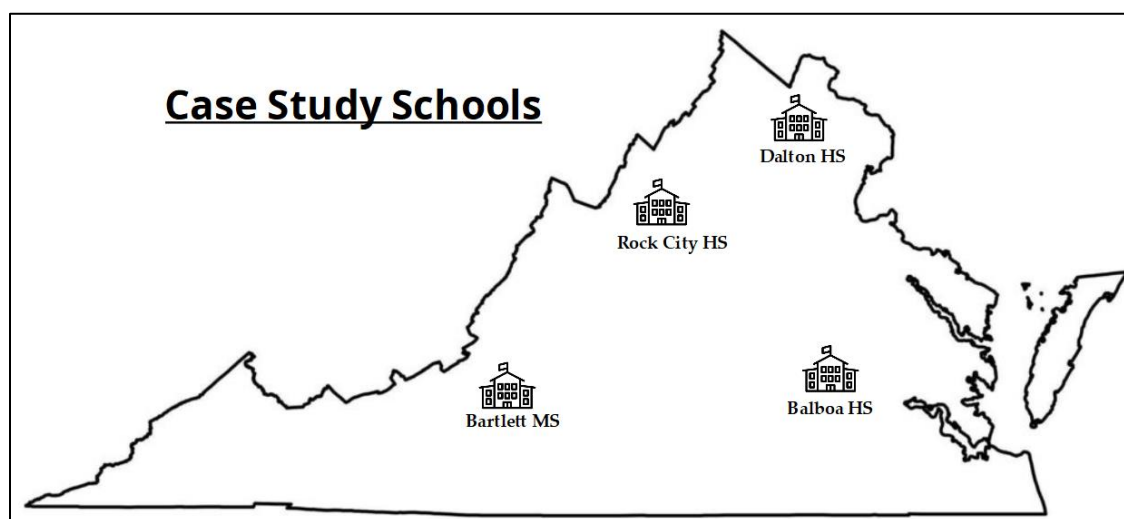 Case Study Schools
Dalton HS
Rock City HS
Bartlett MS
Balboa HS